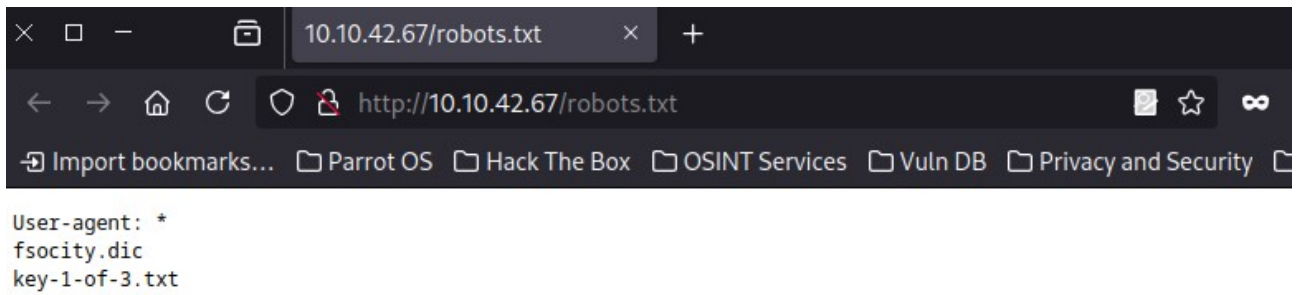 10.10.42.67/robots.txt
http://10.10.42.67/robots.txt
Import bookmarks... Parrot OS Hack The Box OSINT Services Vuln DB Privacy and Security
User-agent: *
fsocity.dic
key-1-of-3.txt